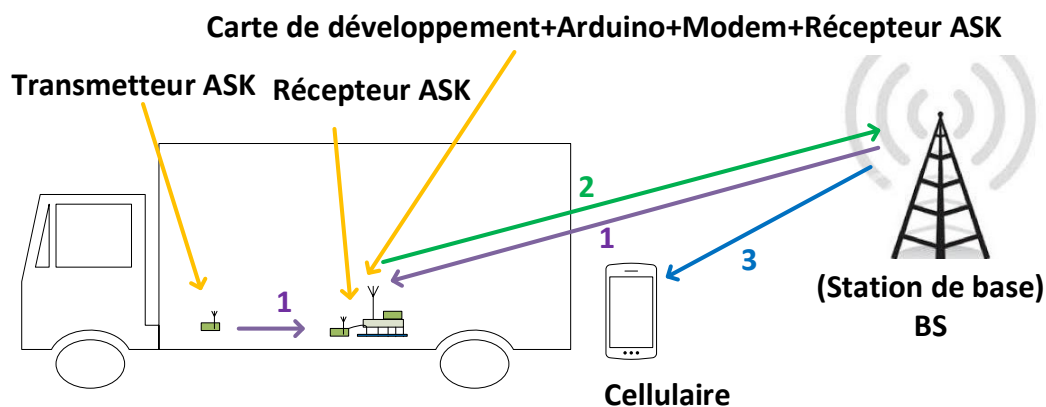 Carte de développement+Arduino+Modem+Récepteur ASK
Transmetteur ASK
Récepteur ASK
2
1
3
1
(Station de base)
BS
Cellulaire